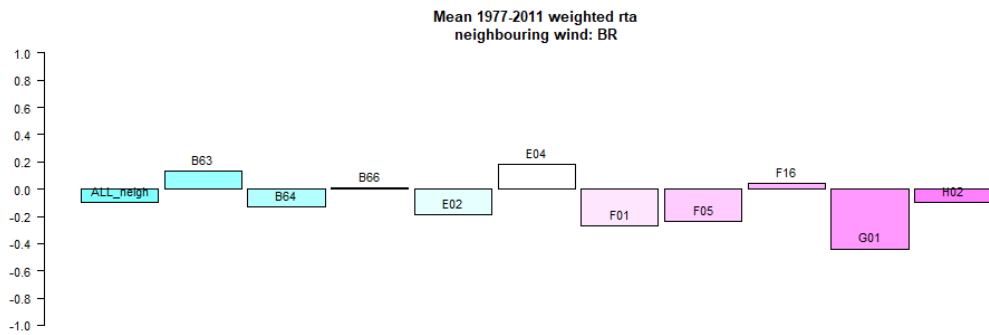 Mean 1977-2011 weighted rta
neighbouring wind: BR
1.0
0.8
0.6
0.4
0.2
0.0
-0.2
-0.4
-0.6
-0.8
-1.0
ALL_neigh
B63
B64
B66
E02
E04
F01
F05
F16
G01
H02